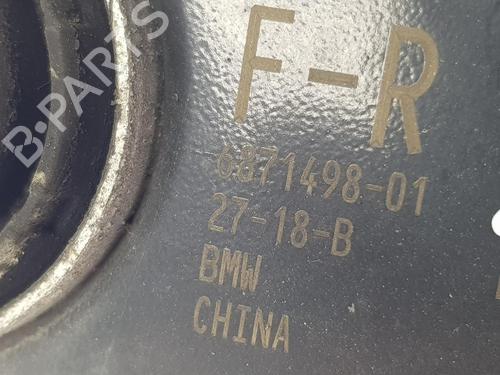 B-PARTS
F-R
6871498-01
27-18-B
BMW
CHINA